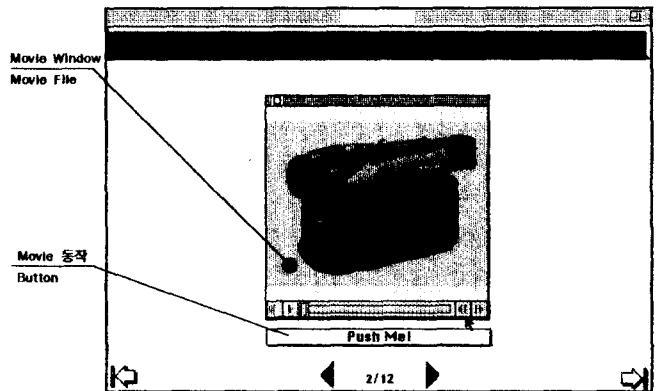 Movie Window
Movie File
Movie 동작
Button
Push Me!
2/12